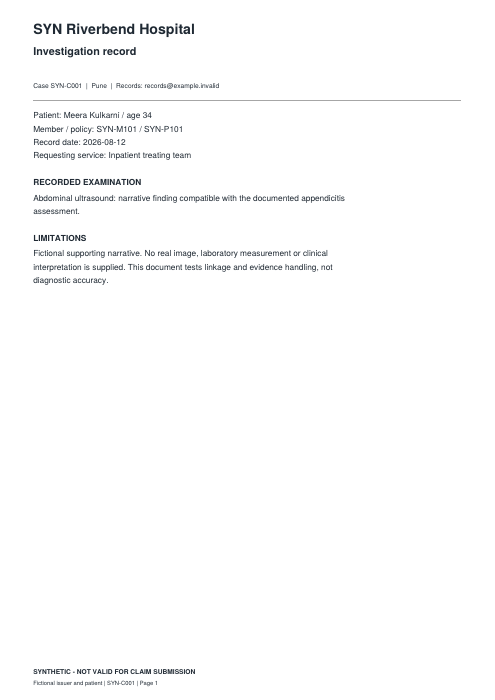 SYN Riverbend Hospital
Investigation record
Case SYN-C001 | Pune | Records: records@example.invalid
Patient: Meera Kulkarni / age 34
Member / policy: SYN-M101 / SYN-P101
Record date: 2026-08-12
Requesting service: Inpatient treating team
RECORDED EXAMINATION
Abdominal ultrasound: narrative finding compatible with the documented appendicitis
assessment.
LIMITATIONS
Fictional supporting narrative. No real image, laboratory measurement or clinical
interpretation is supplied. This document tests linkage and evidence handling, not
diagnostic accuracy.
SYNTHETIC - NOT VALID FOR CLAIM SUBMISSION
Fictional issuer and patient | SYN-C001 | Page 1